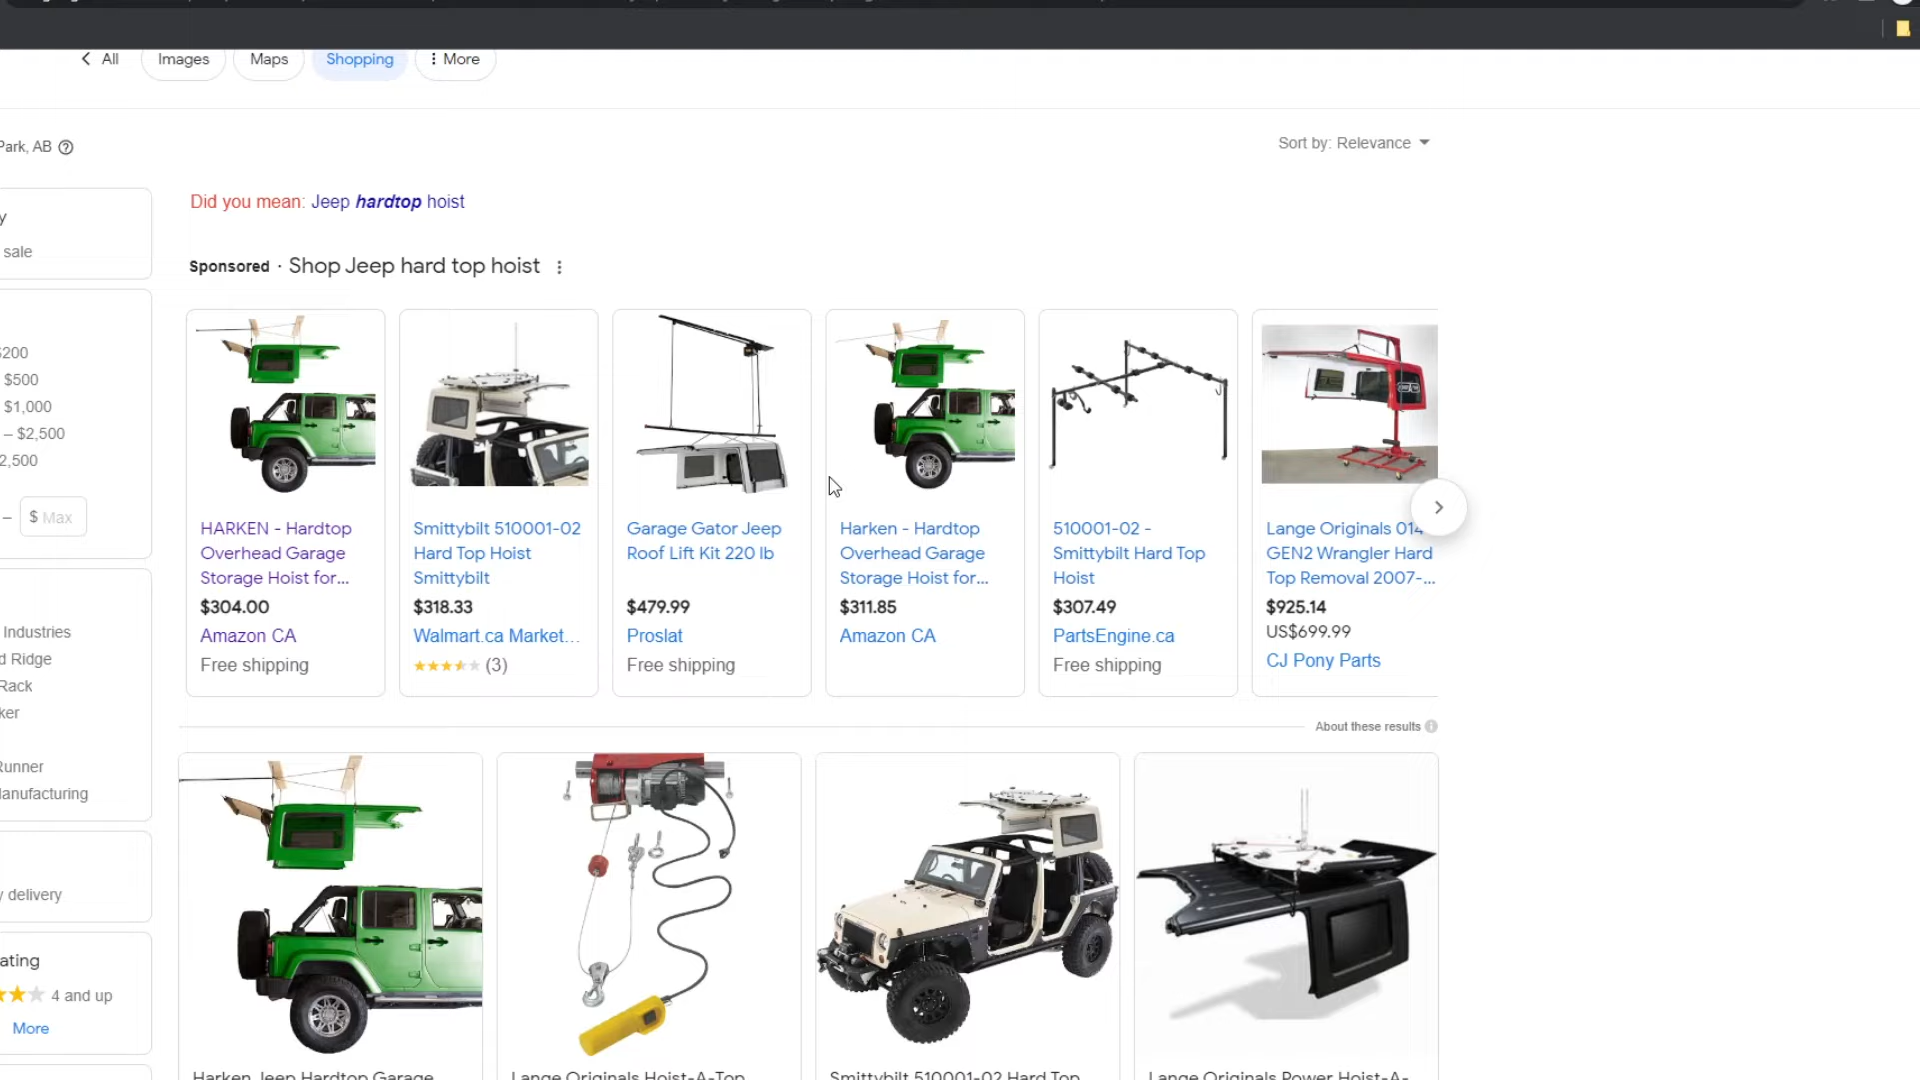 All
Images
Maps
Shopping
More
Park, AB
Sort by: Relevance
Did you mean: Jeep hardtop hoist
Sponsored · Shop Jeep hard top hoist
y
sale
$200
$500
$1,000
– $2,500
2,500
– $ Max
Industries
d Ridge
Rack
ker
Runner
Manufacturing
y delivery
ating
4 and up
More
HARKEN - Hardtop
Overhead Garage
Storage Hoist for...
$304.00
Amazon CA
Free shipping
Smittybilt 510001-02
Hard Top Hoist
Smittybilt
$318.33
Walmart.ca Market...
(3)
Garage Gator Jeep
Roof Lift Kit 220 lb
$479.99
Proslat
Free shipping
Harken - Hardtop
Overhead Garage
Storage Hoist for...
$311.85
Amazon CA
510001-02 -
Smittybilt Hard Top
Hoist
$307.49
PartsEngine.ca
Free shipping
Lange Originals 014-
GEN2 Wrangler Hard
Top Removal 2007-...
$925.14
US$699.99
CJ Pony Parts
About these results
Harken Jeep Hardtop Garage
Lange Originals Hoist-A-Top
Smittybilt 510001-02 Hard Top
Lange Originals Power Hoist-A-